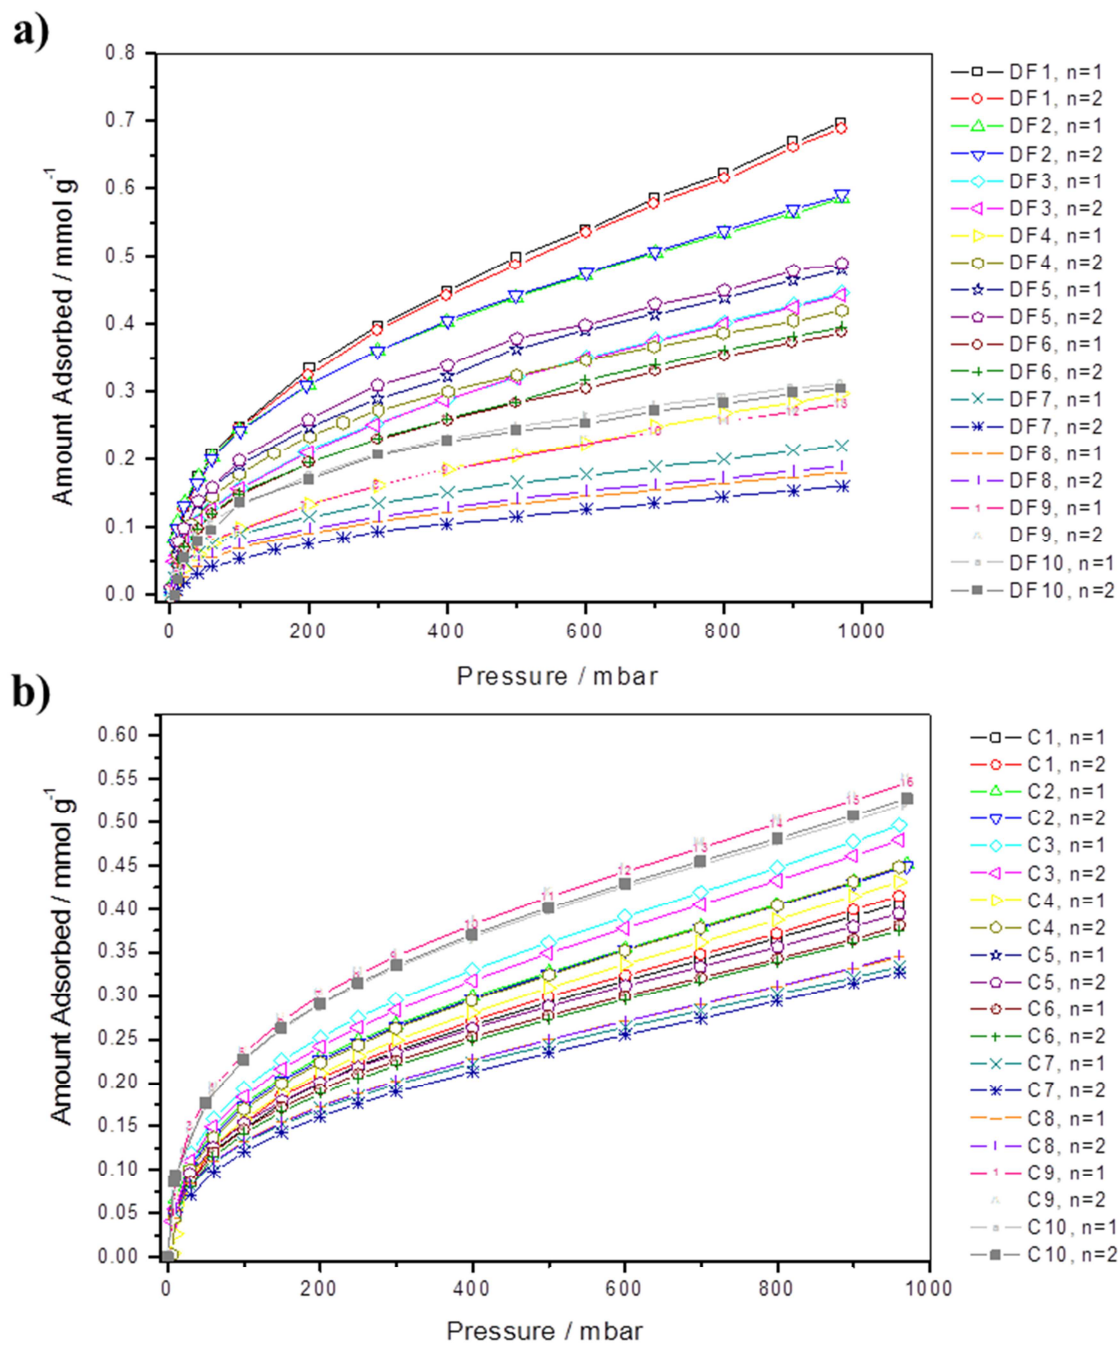 a)
Amount Adsorbed / mmol g-1
0.8
0.7
0.6
0.5
0.4
0.3
0.2
0.1
0.0
0
200
400
600
800
1000
Pressure / mbar
DF1, n=1
DF1, n=2
DF2, n=1
DF2, n=2
DF3, n=1
DF3, n=2
DF4, n=1
DF4, n=2
DF5, n=1
DF5, n=2
DF6, n=1
DF6, n=2
DF7, n=1
DF7, n=2
DF8, n=1
DF8, n=2
DF9, n=1
DF9, n=2
DF10, n=1
DF10, n=2
b)
Amount Adsorbed / mmol g-1
0.60
0.55
0.50
0.45
0.40
0.35
0.30
0.25
0.20
0.15
0.10
0.05
0.00
0
200
400
600
800
1000
Pressure / mbar
10
11
12
13
14
15
16
C1, n=1
C1, n=2
C2, n=1
C2, n=2
C3, n=1
C3, n=2
C4, n=1
C4, n=2
C5, n=1
C5, n=2
C6, n=1
C6, n=2
C7, n=1
C7, n=2
C8, n=1
C8, n=2
C9, n=1
C9, n=2
C10, n=1
C10, n=2